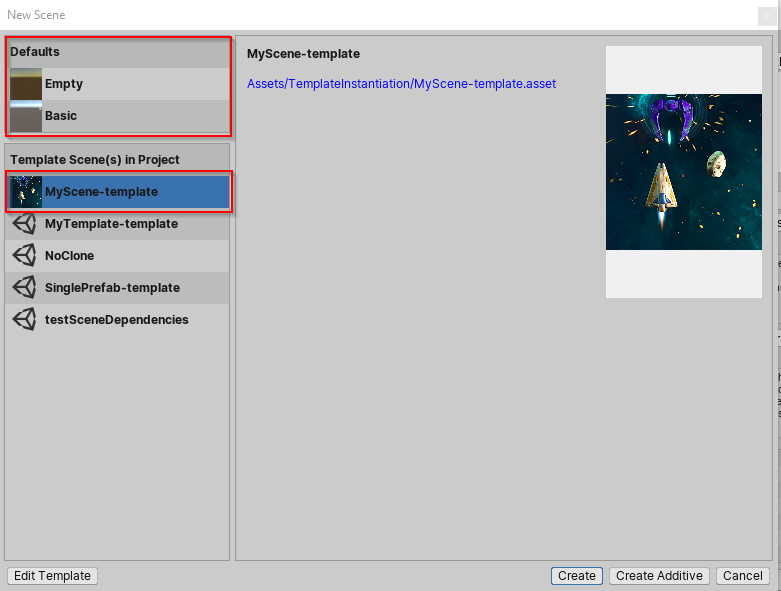 New Scene
Defaults
Empty
Basic
Template Scene(s) in Project
MyScene-template
MyTemplate-template
NoClone
SinglePrefab-template
testSceneDependencies
MyScene-template
Assets/TemplateInstantiation/MyScene-template.asset
Edit Template
Create
Create Additive
Cancel